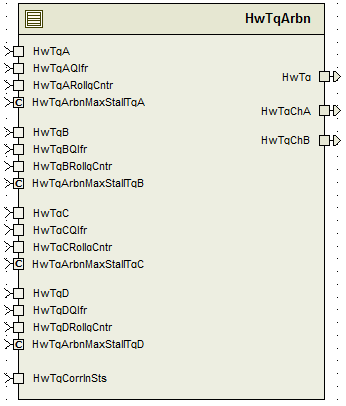 HwTqArbn
HwTqA
HwTqAQlfr
HwTqARollgCntr
C HwTqArbnMaxStallTqA
HwTqB
HwTqBQlfr
HwTqBRollgCntr
C HwTqArbnMaxStallTqB
HwTqC
HwTqCQlfr
HwTqCRollgCntr
C HwTqArbnMaxStallTqC
HwTqD
HwTqDQlfr
HwTqDRollgCntr
C HwTqArbnMaxStallTqD
HwTqCorrlnSts
HwTq
HwTqChA
HwTqChB